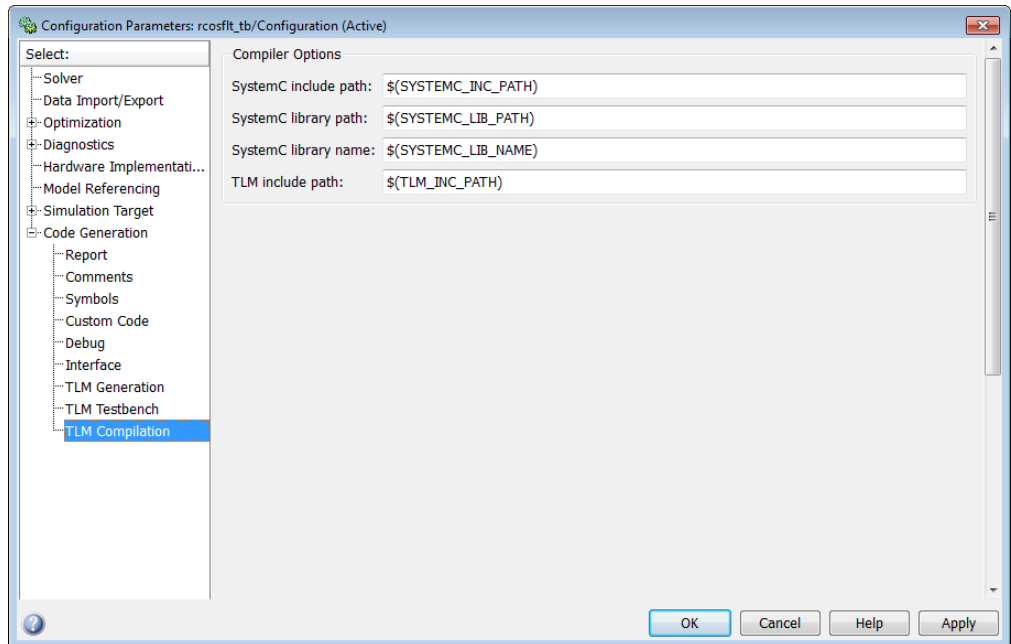 Configuration Parameters: rcosflt_tb/Configuration (Active)
Select:
Solver
Data Import/Export
Optimization
Diagnostics
Hardware Implementati...
Model Referencing
Simulation Target
Code Generation
Report
Comments
Symbols
Custom Code
Debug
Interface
TLM Generation
TLM Testbench
TLM Compilation
Compiler Options
SystemC include path: $(SYSTEMC_INC_PATH)
SystemC library path: $(SYSTEMC_LIB_PATH)
SystemC library name: $(SYSTEMC_LIB_NAME)
TLM include path: $(TLM_INC_PATH)
OK Cancel Help Apply